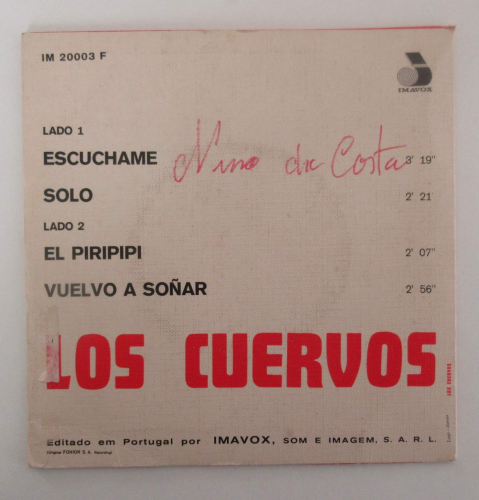 IM 20003 F
IMAVOX
LADO 1
ESCUCHAME 3' 19"
Nuno da Costa
SOLO 2' 21
LADO 2
EL PIRIPIPI 2' 07"
VUELVO A SOÑAR 2' 56"
LOS CUERVOS
Editado em Portugal por IMAVOX, SOM E IMAGEM, S. A. R. L.